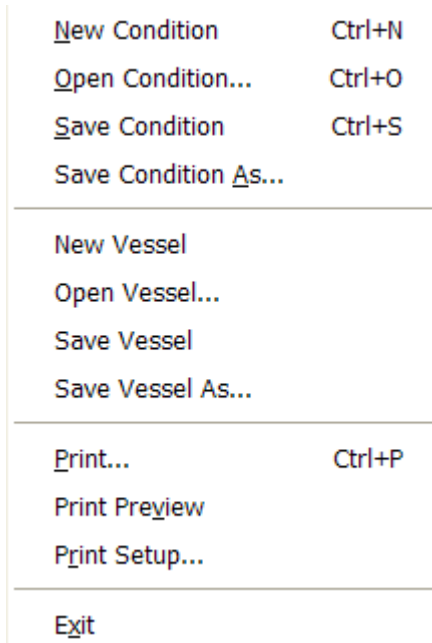 New Condition Ctrl+N
Open Condition... Ctrl+O
Save Condition Ctrl+S
Save Condition As...
New Vessel
Open Vessel...
Save Vessel
Save Vessel As...
Print... Ctrl+P
Print Preview
Print Setup...
Exit